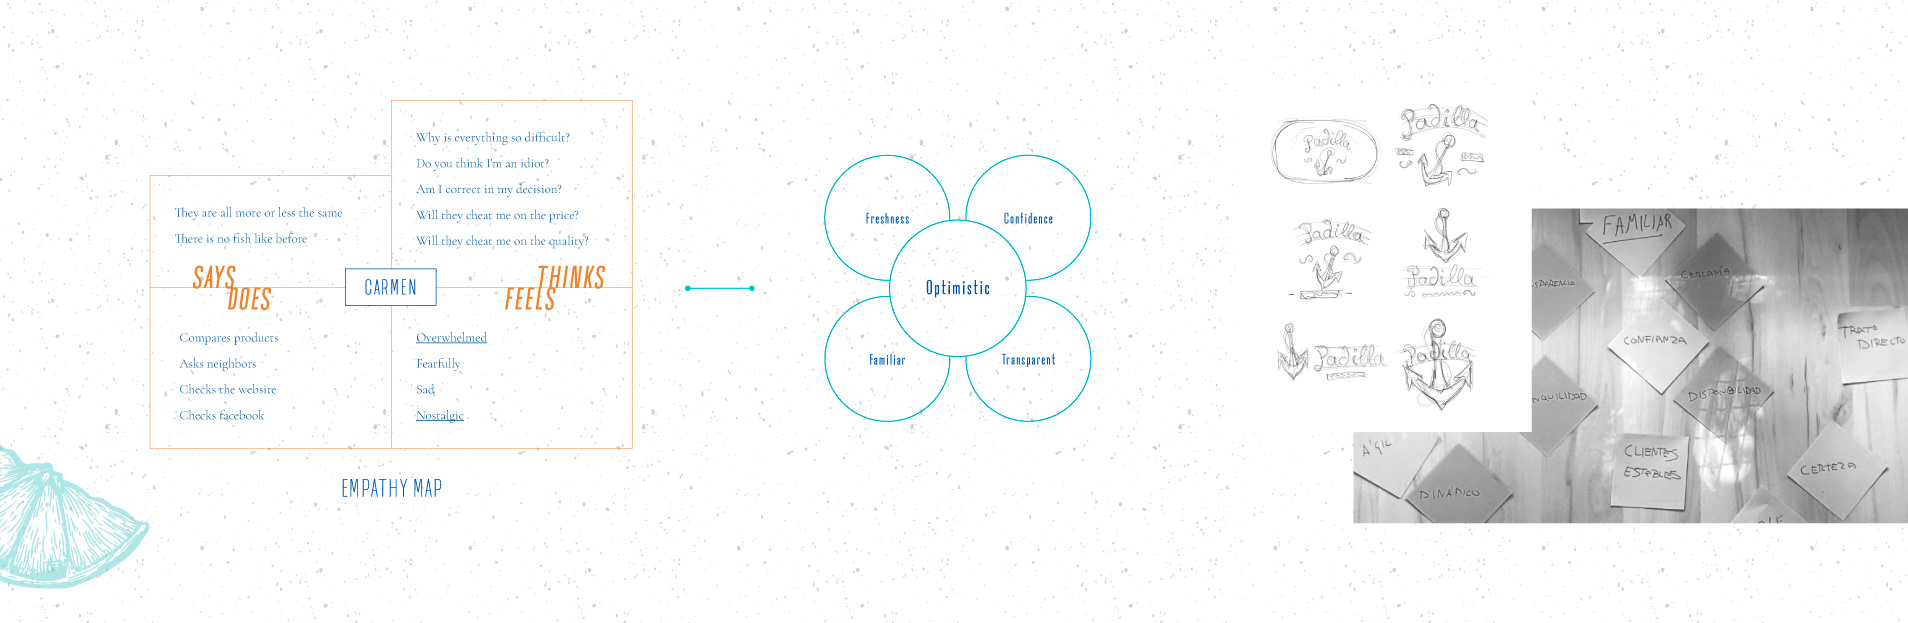 Why is everything so difficult?
Do you think I'm an idiot?
Am I correct in my decision?
Will they cheat me on the price?
Will they cheat me on the quality?
They are all more or less the same
There is no fish like before
SAYS
DOES
CARMEN
THINKS
FEELS
Compares products
Asks neighbors
Checks the website
Checks facebook
Overwhelmed
Fearfully
Sad
Nostalgic
EMPATHY MAP
Freshness
Confidence
Optimistic
Familiar
Transparent
Padilla
Padilla
Padilla
Padilla
Padilla
Padilla
FAMILIAR
CERCANÍA
SPARENCIA
CONFIANZA
TRATO
DIRECTO
DISPONIBILIDAD
NQUILIDAD
ÁGIL
DINÁMICO
CLIENTES
ESTABLES
CERTEZA